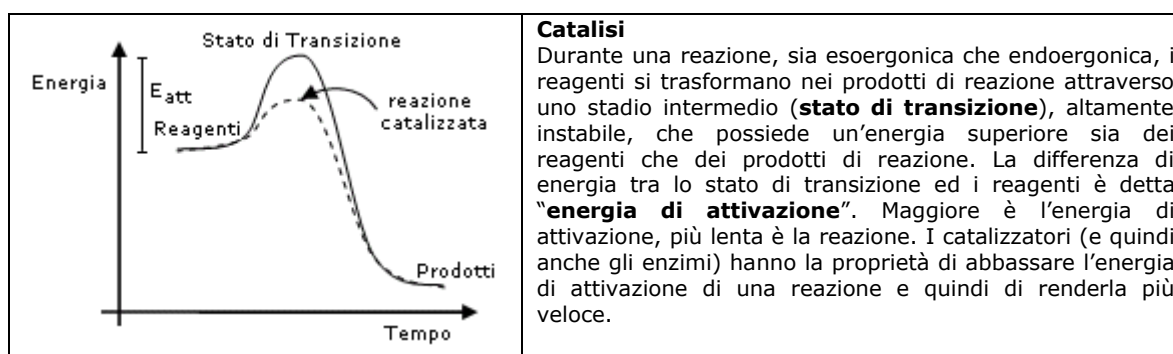 Stato di Transizione
Energia
E att
Reagenti
reazione
catalizzata
Prodotti
Tempo
Catalisi
Durante una reazione, sia esoergonica che endoergonica, i
reagenti si trasformano nei prodotti di reazione attraverso
uno stadio intermedio (stato di transizione), altamente
instabile, che possiede un'energia superiore sia dei
reagenti che dei prodotti di reazione. La differenza di
energia tra lo stato di transizione ed i reagenti è detta
“energia di attivazione”. Maggiore è l'energia di
attivazione, più lenta è la reazione. I catalizzatori (e quindi
anche gli enzimi) hanno la proprietà di abbassare l'energia
di attivazione di una reazione e quindi di renderla più
veloce.